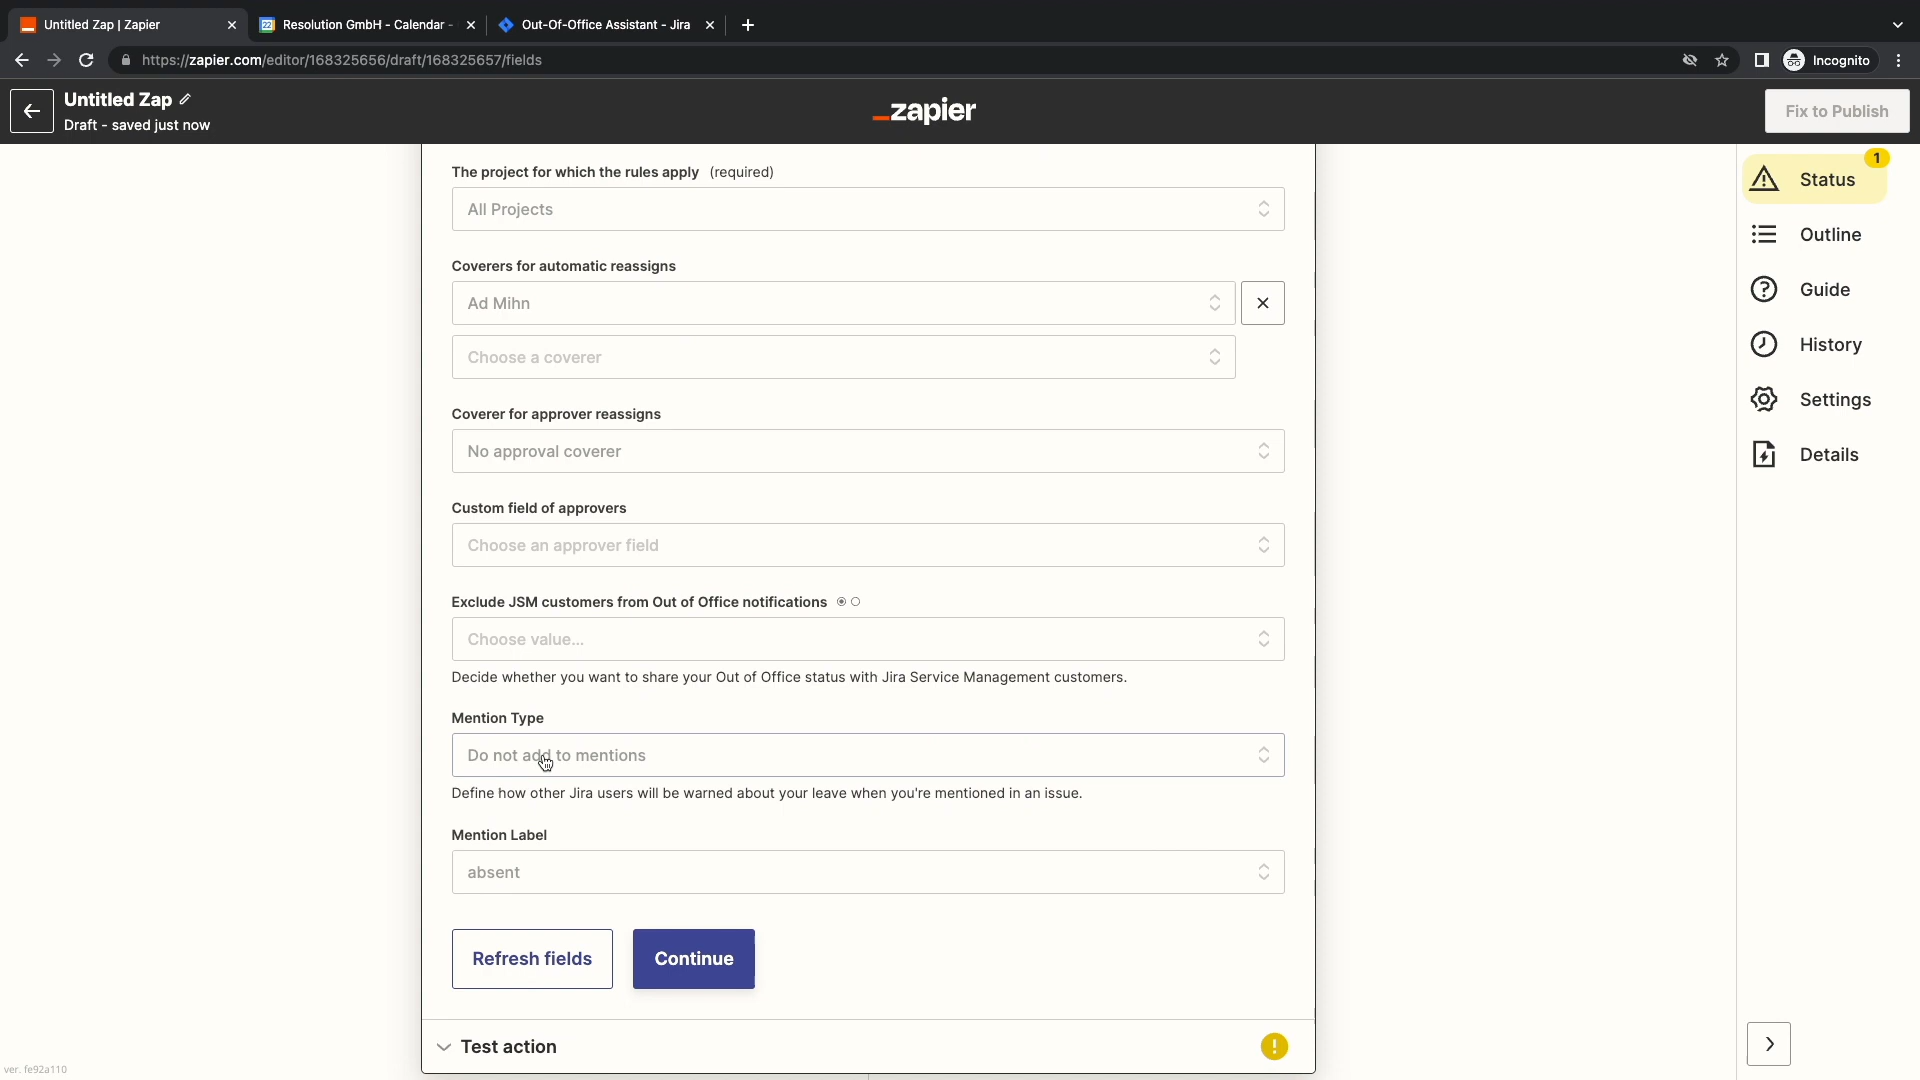 Untitled Zap | Zapier
Resolution GmbH - Calendar -
Out-Of-Office Assistant - Jira
https://zapier.com/editor/168325656/draft/168325657/fields
Incognito
Untitled Zap
Draft - saved just now
zapier
Fix to Publish
The project for which the rules apply (required)
All Projects
Coverers for automatic reassigns
Ad Mihn
Choose a coverer
Coverer for approver reassigns
No approval coverer
Custom field of approvers
Choose an approver field
Exclude JSM customers from Out of Office notifications
Choose value...
Decide whether you want to share your Out of Office status with Jira Service Management customers.
Mention Type
Do not add to mentions
Define how other Jira users will be warned about your leave when you're mentioned in an issue.
Mention Label
absent
Refresh fields
Continue
Test action
1
Status
Outline
Guide
History
Settings
Details
ver. fe92a110